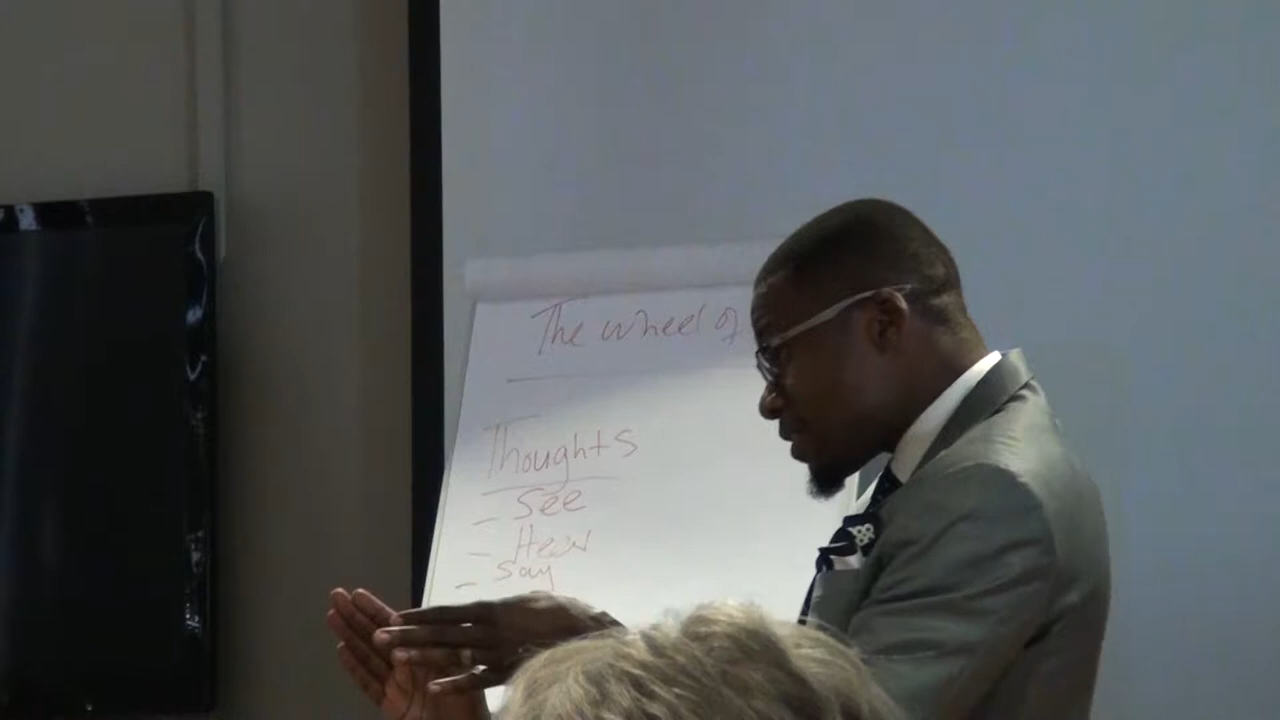 The wheel of
Thoughts
- See
- Hear
- Say